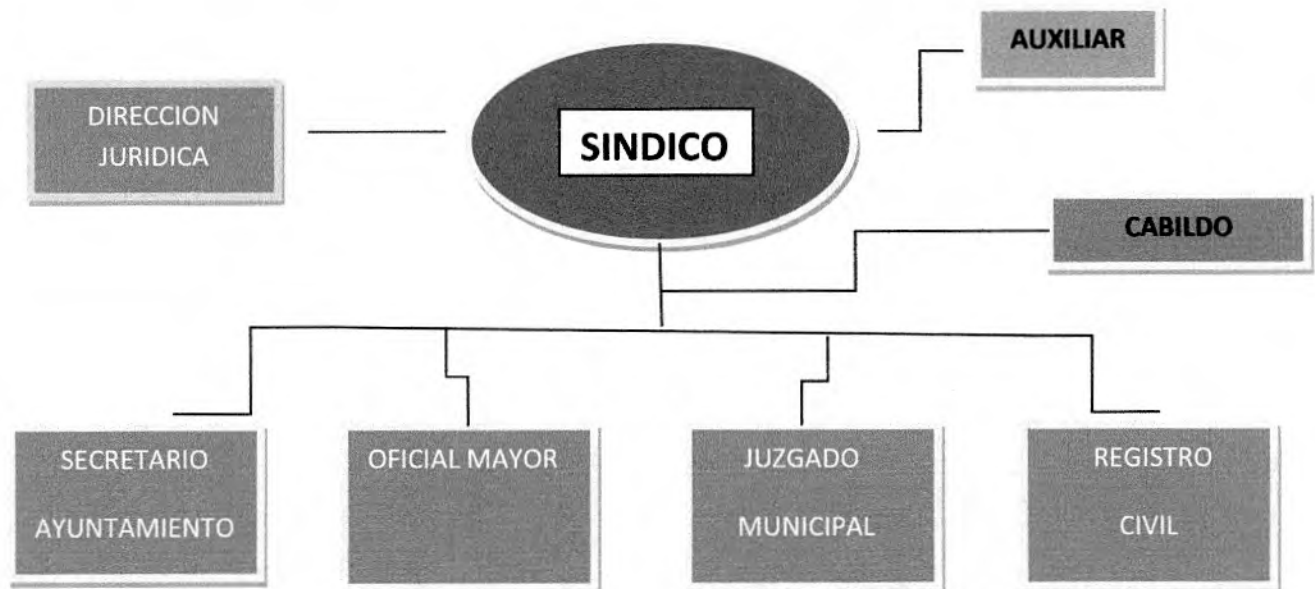 AUXILIAR
DIRECCION
JURIDICA
SINDICO
CABILDO
SECRETARIO
AYUNTAMIENTO
OFICIAL MAYOR
JUZGADO
MUNICIPAL
REGISTRO
CIVIL